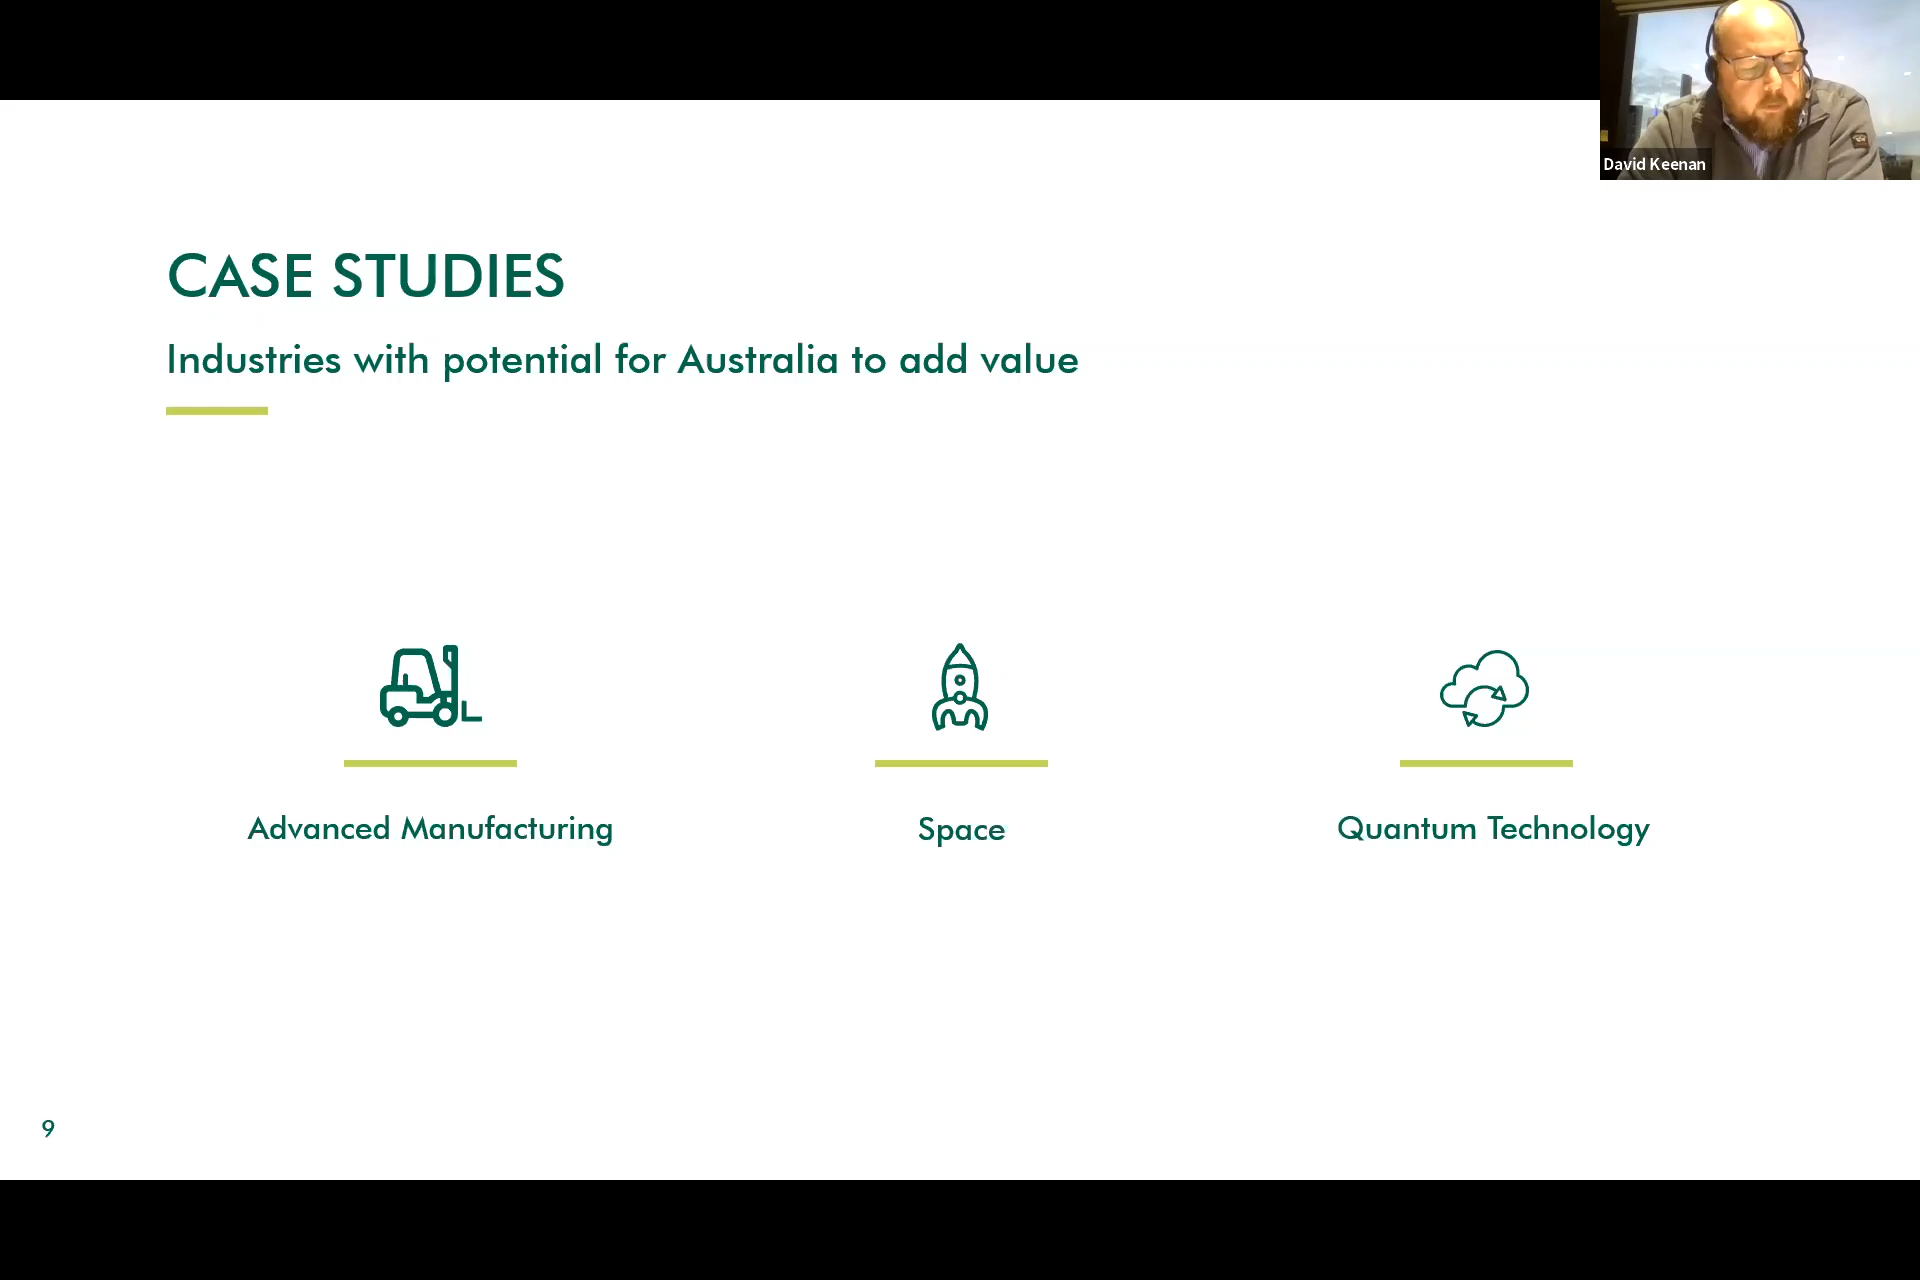 David Keenan
CASE STUDIES
Industries with potential for Australia to add value
Advanced Manufacturing
Space
Quantum Technology
9